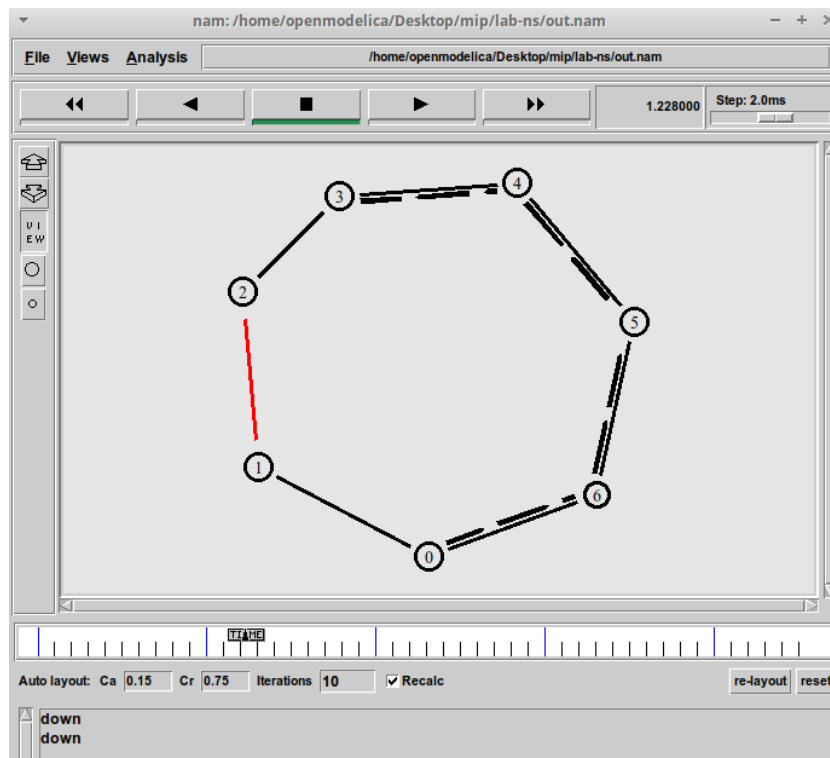 nam: /home/openmodelica/Desktop/mip/lab-ns/out.nam
File Views Analysis /home/openmodelica/Desktop/mip/lab-ns/out.nam
1.228000 Step: 2.0ms
VI
EW
3 4
2
5
1
6
0
TIME
Auto layout: Ca 0.15 Cr 0.75 Iterations 10 Recalc re-layout reset
down
down